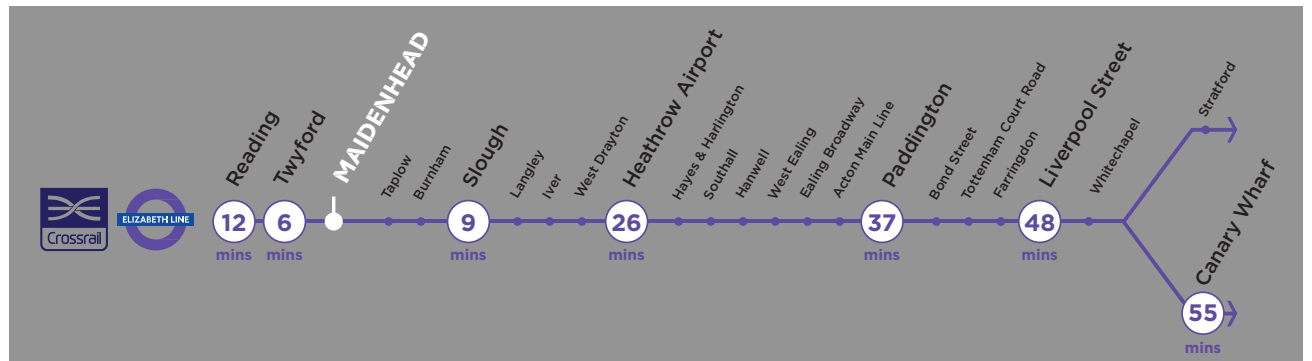 Crossrail
ELIZABETH LINE
Reading
12
mins
Twyford
6
mins
MAIDENHEAD
Taplow
Burnham
Slough
9
mins
Langley
Iver
West Drayton
Heathrow Airport
26
mins
Hayes & Harlington
Southall
Hanwell
West Ealing
Ealing Broadway
Acton Main Line
Paddington
37
mins
Bond Street
Tottenham Court Road
Farringdon
Liverpool Street
48
mins
Whitechapel
Stratford
Canary Wharf
55
mins